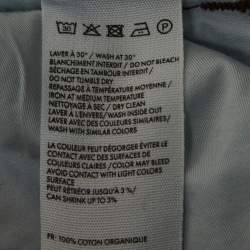 LAVER À 30° / WASH AT 30°
BLANCHIMENT INTERDIT / DO NOT BLEACH
SÉCHAGE EN TAMBOUR INTERDIT /
DO NOT TUMBLE DRY
REPASSAGE À TEMPÉRATURE MOYENNE /
IRON AT MEDIUM TEMPERATURE
NETTOYAGE À SEC / DRY CLEAN
LAVER À L'ENVERS / WASH INSIDE OUT
LAVER AVEC DES COULEURS SIMILAIRES /
WASH WITH SIMILAR COLORS
LA COULEUR PEUT DÉGORGER ÉVITER LE
CONTACT AVEC DES SURFACES DE
COULEURS CLAIRES / COLOR MAY BLEED
AVOID CONTACT WITH LIGHT COLORED
SURFACES
PEUT RÉTRÉCIR JUSQU'À 3% /
CAN SHRINK UP TO 3%
FR: 100% COTON ORGANIQUE